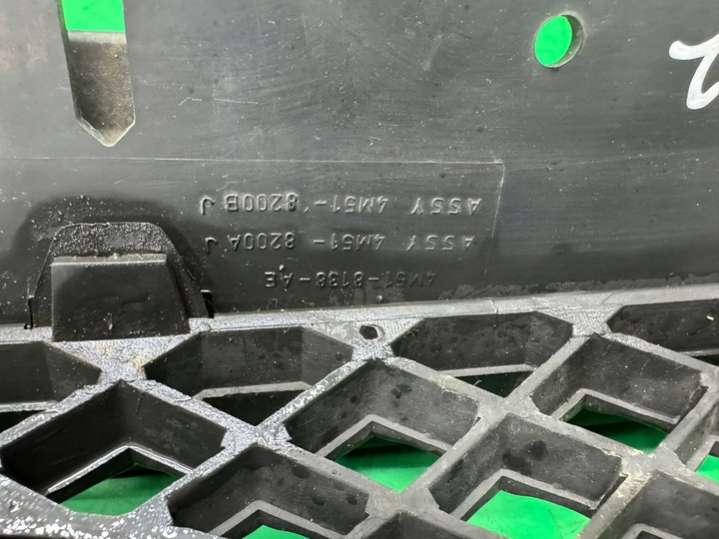 4M51-8138-AE
ASSY 4M51- 8200A J
ASSY 4M51- 8200B J